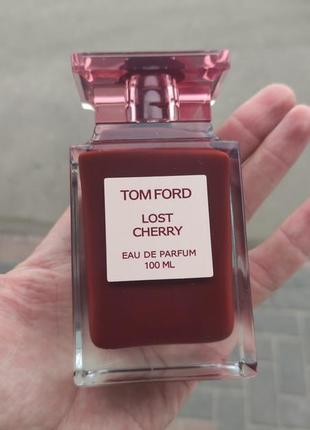 TOM FORD
LOST
CHERRY
EAU DE PARFUM
100 ML